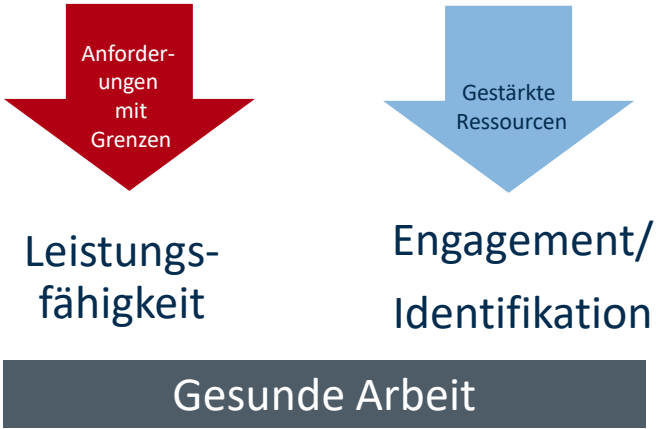 Anforder-
ungen
mit
Grenzen
Gestärkte
Ressourcen
Leistungs-
fähigkeit
Engagement/
Identifikation
Gesunde Arbeit